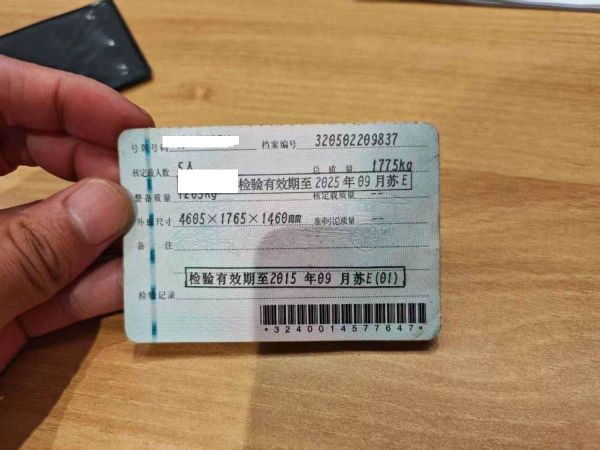 号牌号码 档案编号 320502209837
核定载人数 5人 总质量 1775kg
检验有效期至 2025年09月苏E
整备质量 1205kg 核定载质量 --
外廓尺寸 4605×1765×1460mm 准牵引总质量 --
备注
检验有效期至2015年09月苏E(01)
检验记录
*3240014577647*